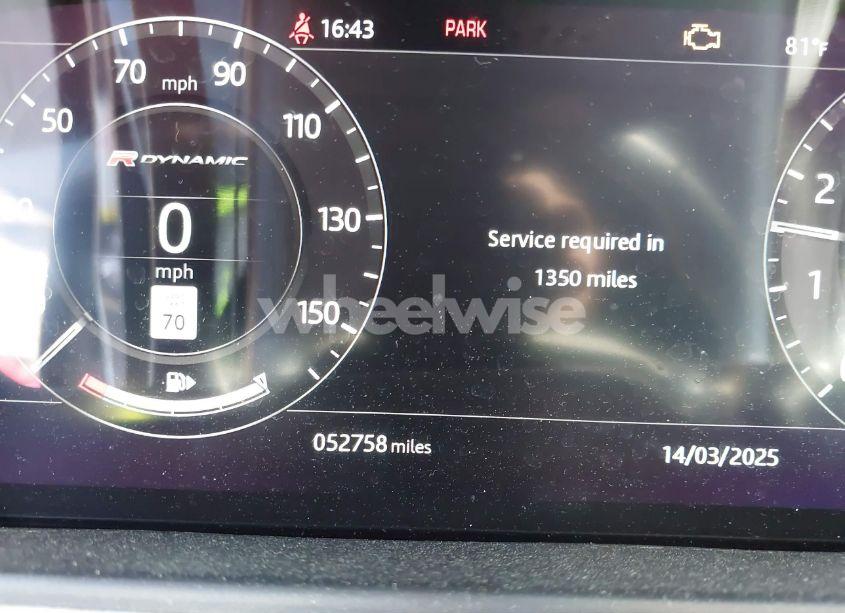 16:43
PARK
81°F
70 mph 90
50
110
R DYNAMIC
0
mph
130
70
150
Service required in
1350 miles
wheelwise
2
1
052758 miles
14/03/2025